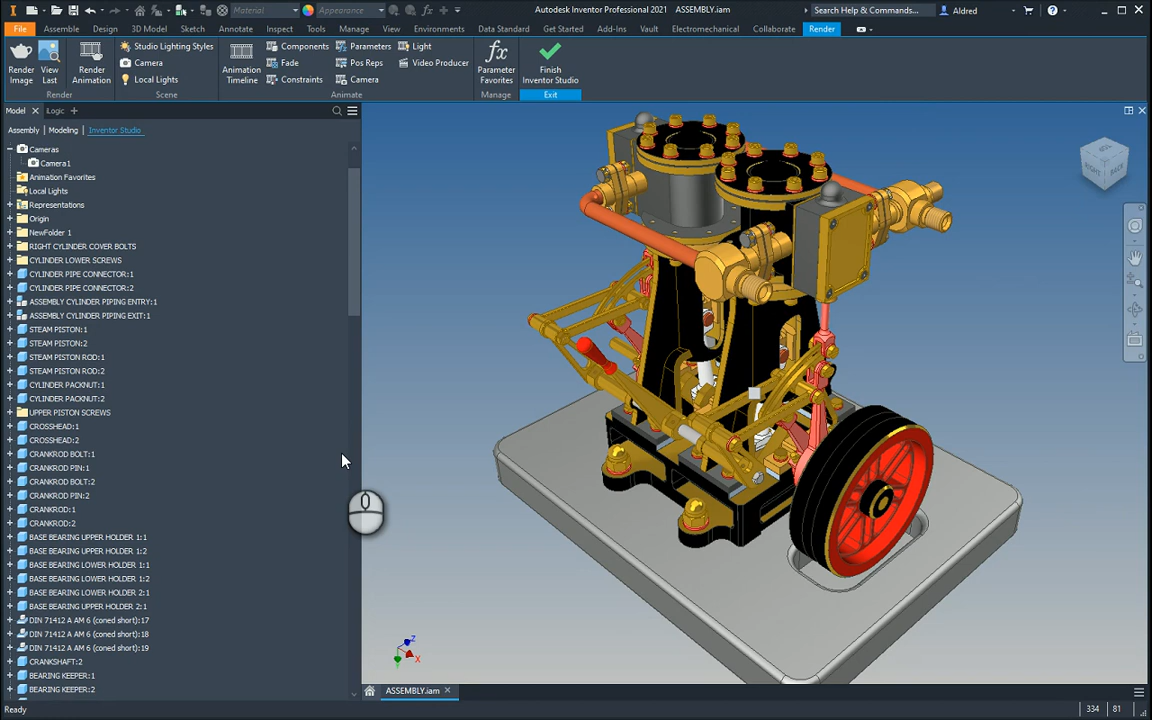 Material
Appearance
Autodesk Inventor Professional 2021 ASSEMBLY.iam
Search Help & Commands...
Aldred
File
Assemble
Design
3D Model
Sketch
Annotate
Inspect
Tools
Manage
View
Environments
Data Standard
Get Started
Add-Ins
Vault
Electromechanical
Collaborate
Render
Render Image
View Last
Render Animation
Studio Lighting Styles
Camera
Local Lights
Animation Timeline
Components
Fade
Constraints
Parameters
Pos Reps
Camera
Light
Video Producer
fx
Parameter Favorites
Finish Inventor Studio
Render
Scene
Animate
Manage
Exit
Model
iLogic
Assembly
Modeling
Inventor Studio
Cameras
Camera1
Animation Favorites
Local Lights
Representations
Origin
NewFolder 1
RIGHT CYLINDER COVER BOLTS
CYLINDER LOWER SCREWS
CYLINDER PIPE CONNECTOR:1
CYLINDER PIPE CONNECTOR:2
ASSEMBLY CYLINDER PIPING ENTRY:1
ASSEMBLY CYLINDER PIPING EXIT:1
STEAM PISTON:1
STEAM PISTON:2
STEAM PISTON ROD:1
STEAM PISTON ROD:2
CYLINDER PACKNUT:1
CYLINDER PACKNUT:2
UPPER PISTON SCREWS
CROSSHEAD:1
CROSSHEAD:2
CRANKROD BOLT:1
CRANKROD PIN:1
CRANKROD BOLT:2
CRANKROD PIN:2
CRANKROD:1
CRANKROD:2
BASE BEARING UPPER HOLDER 1:1
BASE BEARING UPPER HOLDER 1:2
BASE BEARING LOWER HOLDER 1:1
BASE BEARING LOWER HOLDER 1:2
BASE BEARING LOWER HOLDER 2:1
BASE BEARING UPPER HOLDER 2:1
DIN 71412 A AM 6 (coned short):17
DIN 71412 A AM 6 (coned short):18
DIN 71412 A AM 6 (coned short):19
CRANKSHAFT:2
BEARING KEEPER:1
BEARING KEEPER:2
RIGHT
BACK
Z
X
ASSEMBLY.iam
Ready
334
81